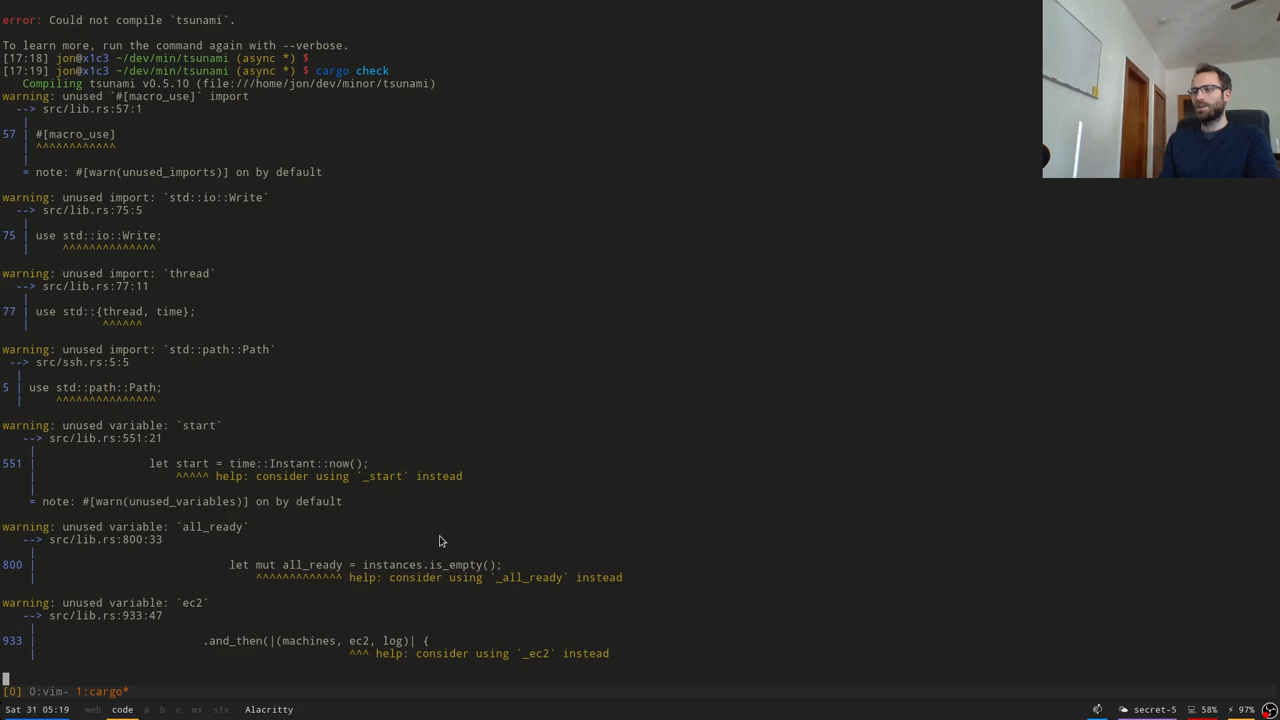 error: Could not compile `tsunami`.
To learn more, run the command again with --verbose.
[17:18] jon@x1c3 ~/dev/min/tsunami (async *) $
[17:19] jon@x1c3 ~/dev/min/tsunami (async *) $ cargo check
Compiling tsunami v0.5.10 (file:///home/jon/dev/minor/tsunami)
warning: unused `#[macro_use]` import
--> src/lib.rs:57:1
|
57 | #[macro_use]
| ^^^^^^^^^^^^
|
= note: #[warn(unused_imports)] on by default
warning: unused import: `std::io::Write`
--> src/lib.rs:75:5
|
75 | use std::io::Write;
| ^^^^^^^^^^^^^^
warning: unused import: `thread`
--> src/lib.rs:77:11
|
77 | use std::{thread, time};
| ^^^^^^
warning: unused import: `std::path::Path`
--> src/ssh.rs:5:5
|
5 | use std::path::Path;
| ^^^^^^^^^^^^^^^
warning: unused variable: `start`
--> src/lib.rs:551:21
|
551 | let start = time::Instant::now();
| ^^^^^ help: consider using `_start` instead
|
= note: #[warn(unused_variables)] on by default
warning: unused variable: `all_ready`
--> src/lib.rs:800:33
|
800 | let mut all_ready = instances.is_empty();
| ^^^^^^^^^^^^^ help: consider using `_all_ready` instead
warning: unused variable: `ec2`
--> src/lib.rs:933:47
|
933 | .and_then(|(machines, ec2, log)| {
| ^^^ help: consider using `_ec2` instead
[0] 0:vim- 1:cargo*
Sat 31 05:19 web code a b c mx sfx Alacritty secret-5 58% 97%